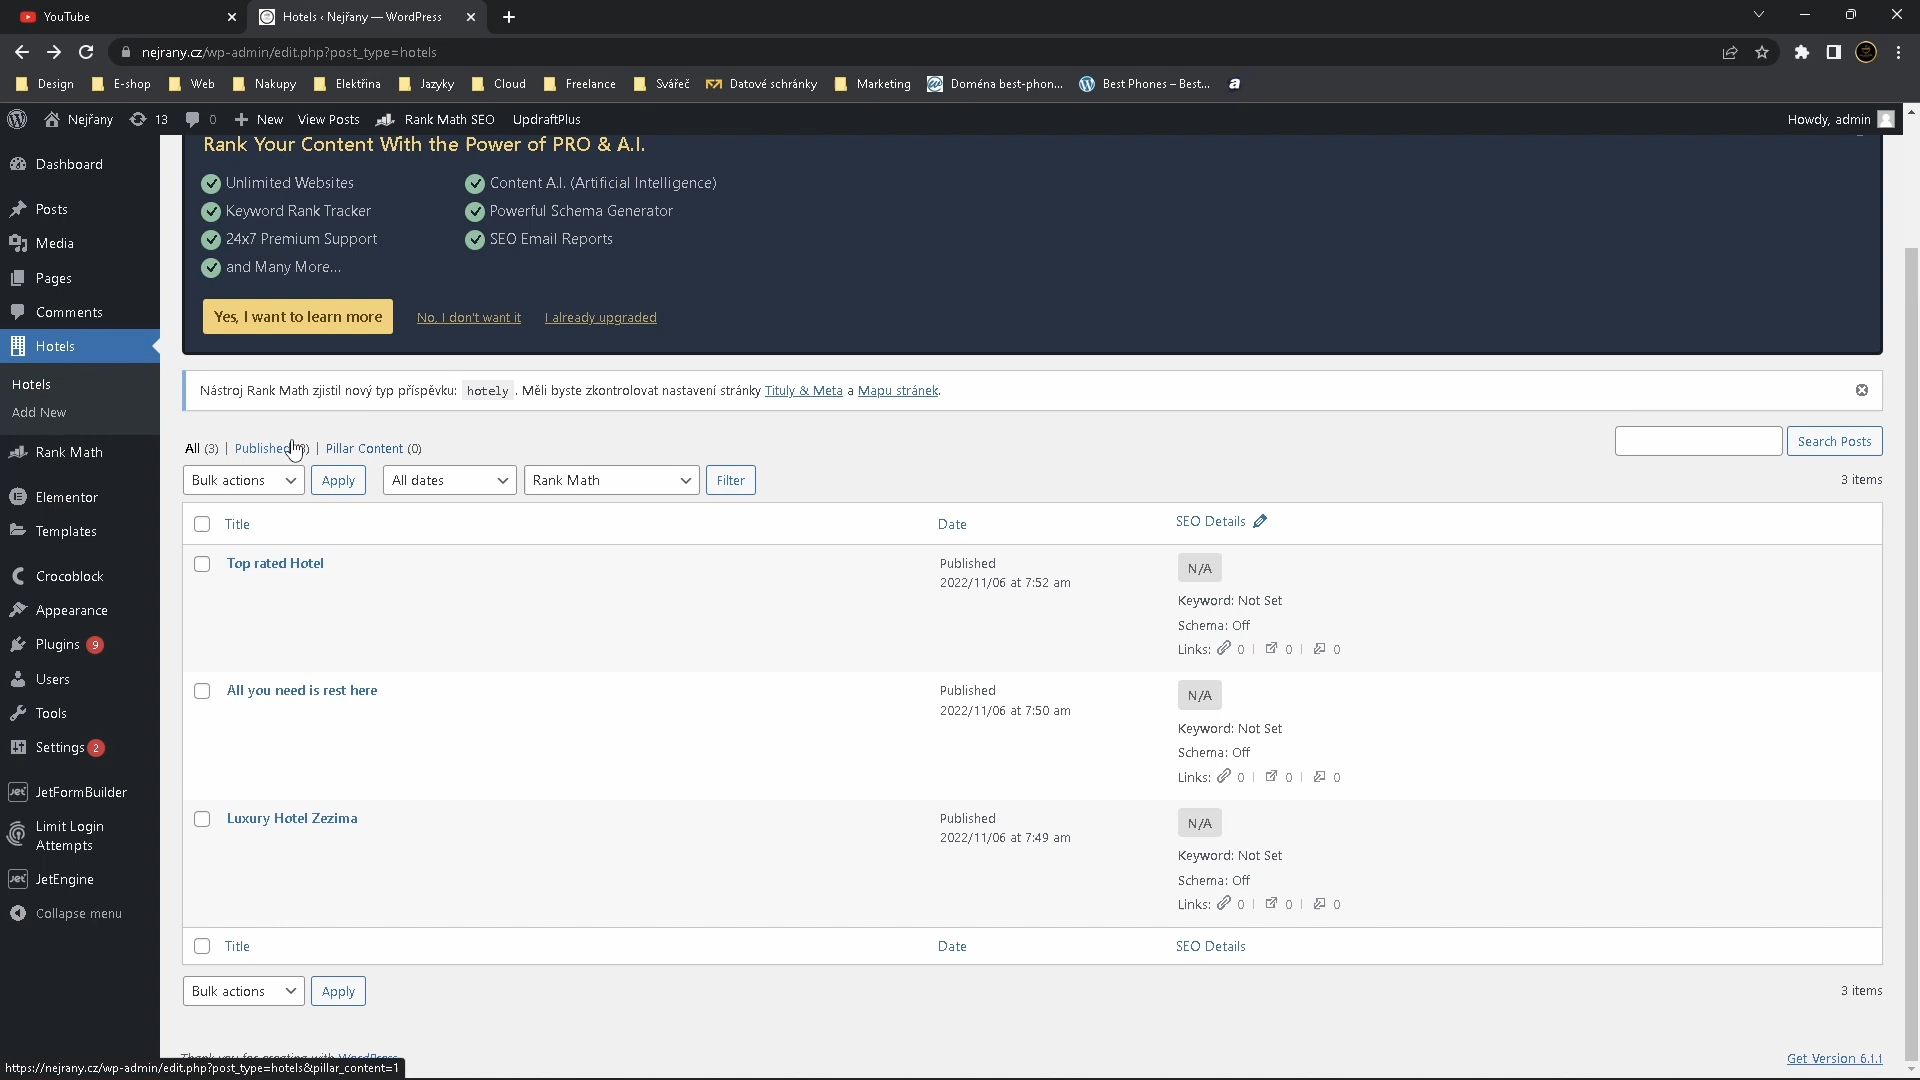 YouTube
Hotels ‹ Nejřany — WordPress
nejrany.cz/wp-admin/edit.php?post_type=hotels
Design E-shop Web Nakupy Elektřina Jazyky Cloud Freelance Svářeč Datové schránky Marketing Doména best-phon... Best Phones – Best...
Nejřany 13 0 New View Posts Rank Math SEO UpdraftPlus Howdy, admin
Dashboard
Posts
Media
Pages
Comments
Hotels
Hotels
Add New
Rank Math
Elementor
Templates
Crocoblock
Appearance
Plugins 9
Users
Tools
Settings 2
JetFormBuilder
Limit Login
Attempts
JetEngine
Collapse menu
Rank Your Content With the Power of PRO & A.I.
Unlimited Websites Content A.I. (Artificial Intelligence)
Keyword Rank Tracker Powerful Schema Generator
24x7 Premium Support SEO Email Reports
and Many More...
Yes, I want to learn more No, I don't want it I already upgraded
Nástroj Rank Math zjistil nový typ příspěvku: hotely . Měli byste zkontrolovat nastavení stránky Tituly & Meta a Mapu stránek.
All (3) | Published | Pillar Content (0) Search Posts
Bulk actions Apply All dates Rank Math Filter 3 items
Title Date SEO Details
Top rated Hotel Published N/A
2022/11/06 at 7:52 am
Keyword: Not Set
Schema: Off
Links: 0 | 0 | 0
All you need is rest here Published N/A
2022/11/06 at 7:50 am
Keyword: Not Set
Schema: Off
Links: 0 | 0 | 0
Luxury Hotel Zezima Published N/A
2022/11/06 at 7:49 am
Keyword: Not Set
Schema: Off
Links: 0 | 0 | 0
Title Date SEO Details
Bulk actions Apply 3 items
Get Version 6.1.1
https://nejrany.cz/wp-admin/edit.php?post_type=hotels&pillar_content=1